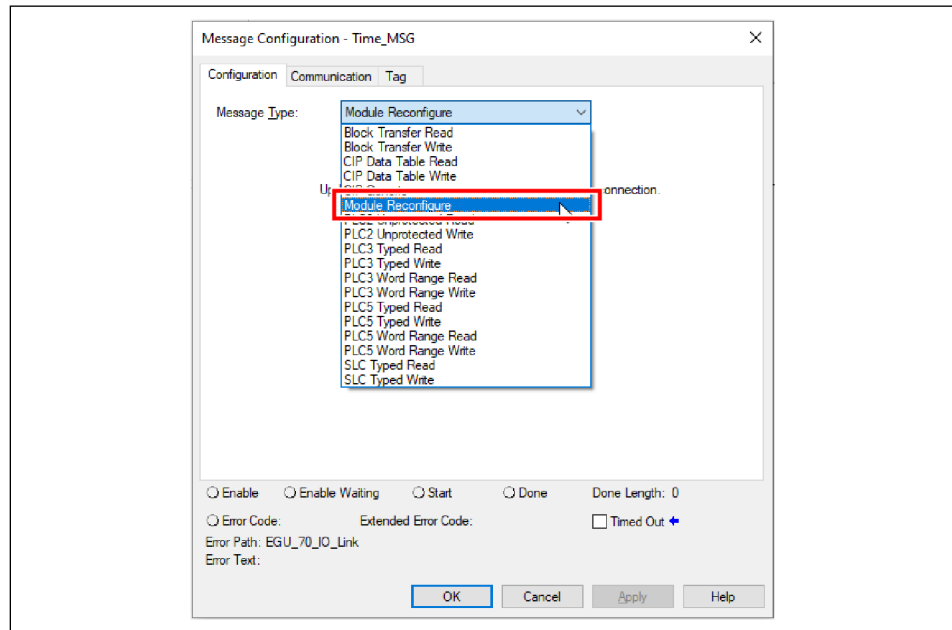 Message Configuration - Time_MSG
Configuration Communication Tag
Message Type: Module Reconfigure
Block Transfer Read
Block Transfer Write
CIP Data Table Read
CIP Data Table Write
onnection.
Module Reconfigure
PLC2 Unprotected Write
PLC3 Typed Read
PLC3 Typed Write
PLC3 Word Range Read
PLC3 Word Range Write
PLC5 Typed Read
PLC5 Typed Write
PLC5 Word Range Read
PLC5 Word Range Write
SLC Typed Read
SLC Typed Write
Enable Enable Waiting Start Done Done Length: 0
Error Code: Extended Error Code: Timed Out
Error Path: EGU_70_IO_Link
Error Text:
OK Cancel Apply Help